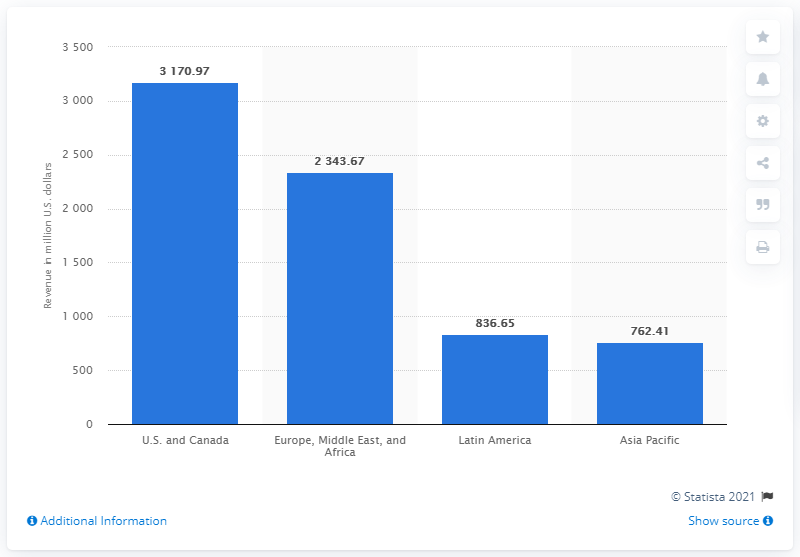 3 500
3 000
2 500
2 000
1 500
1 000
500
0
Revenue in million U.S. dollars
3 170.97
2 343.67
836.65
762.41
U.S. and Canada
Europe, Middle East, and
Africa
Latin America
Asia Pacific
© Statista 2021
Additional Information
Show source